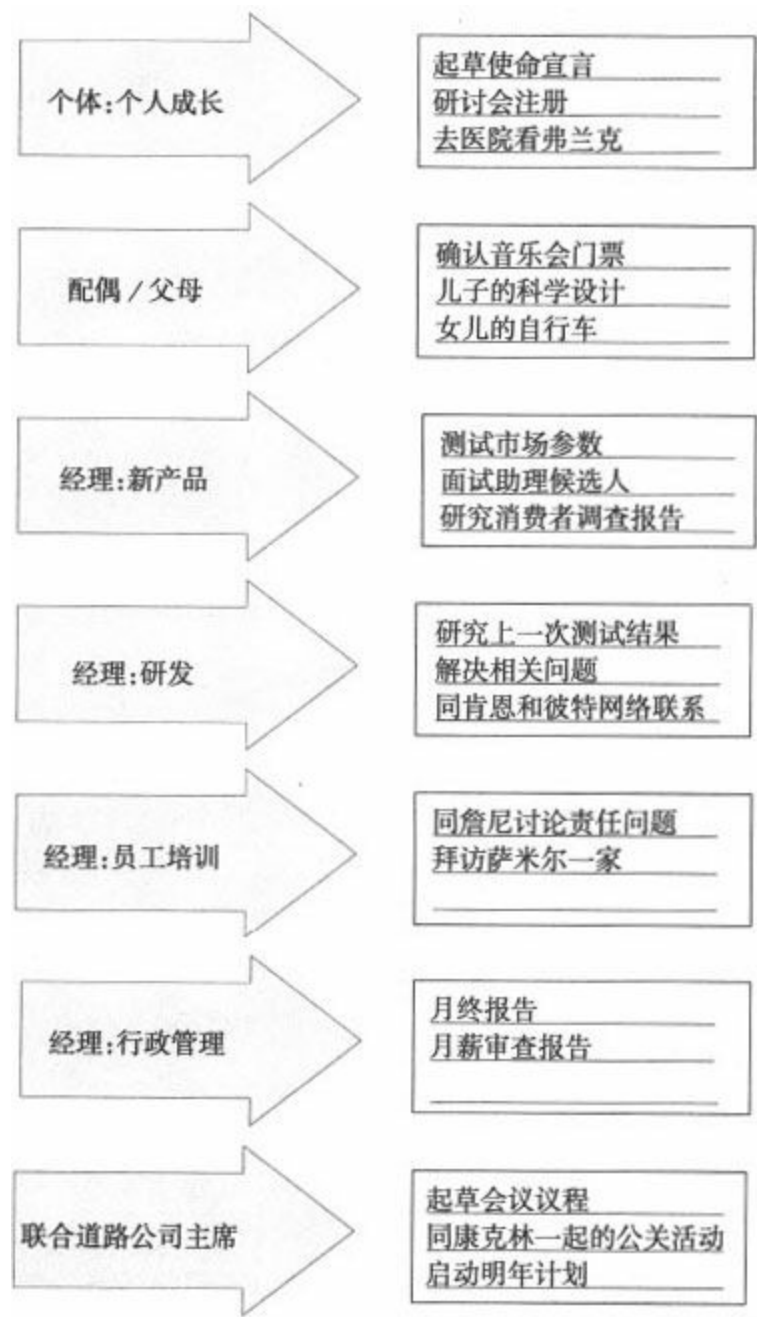 个体:个人成长
起草使命宣言
研讨会注册
去医院看弗兰克
配偶/父母
确认音乐会门票
儿子的科学设计
女儿的自行车
经理:新产品
测试市场参数
面试助理候选人
研究消费者调查报告
经理:研发
研究上一次测试结果
解决相关问题
同肯恩和彼特网络联系
经理:员工培训
同詹尼讨论责任问题
拜访萨米尔一家
经理:行政管理
月终报告
月薪审查报告
联合道路公司主席
起草会议议程
同康克林一起的公关活动
启动明年计划